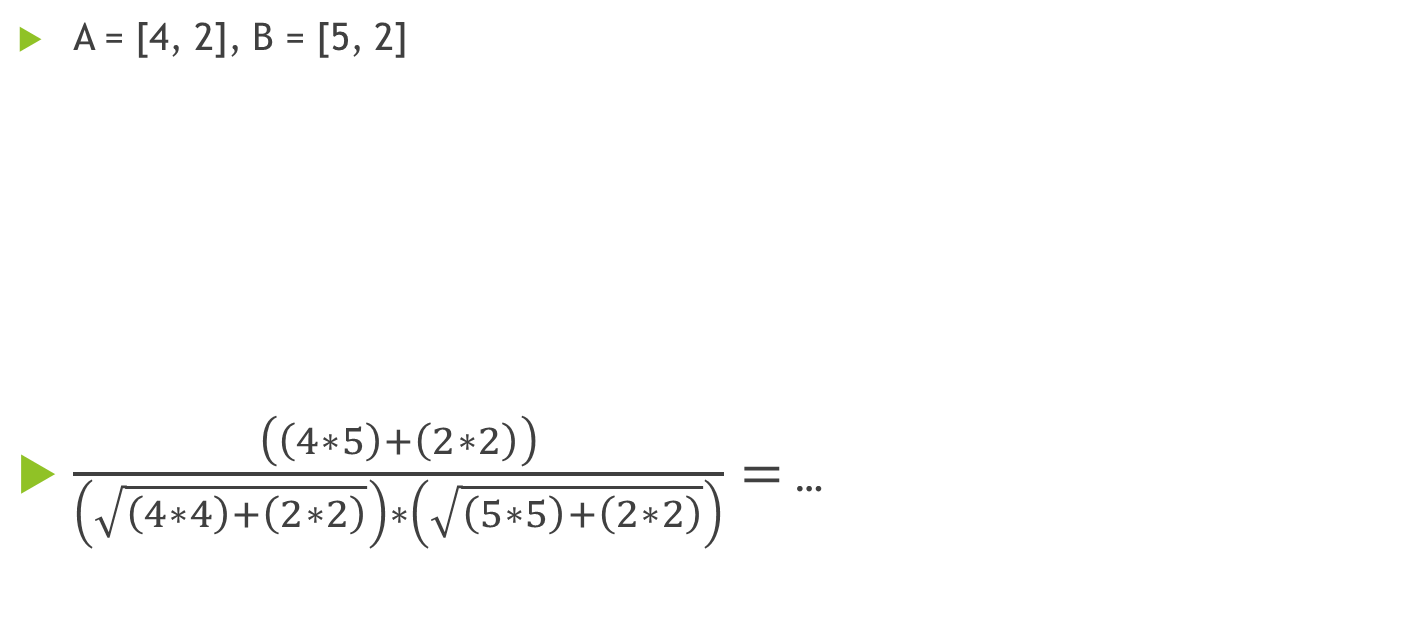 A = [4, 2], B = [5, 2]
((4∗5)+(2∗2))
(√(4∗4)+(2∗2))∗(√(5∗5)+(2∗2))
= ...